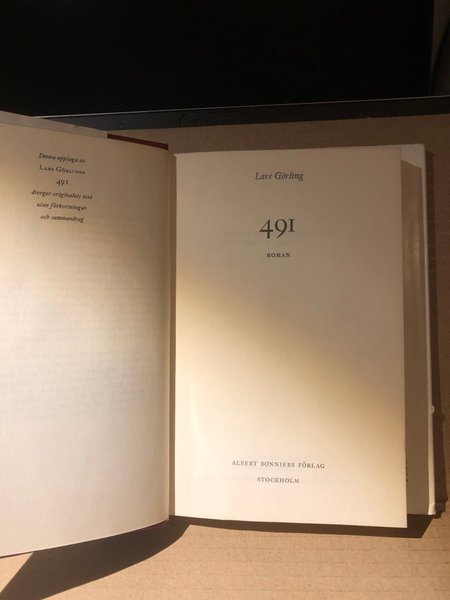 Denna upplaga av
LARS GÖRLINGS
491
återger originalets text
utan förkortningar
och sammandrag
Lars Görling
491
ROMAN
ALBERT BONNIERS FÖRLAG
STOCKHOLM